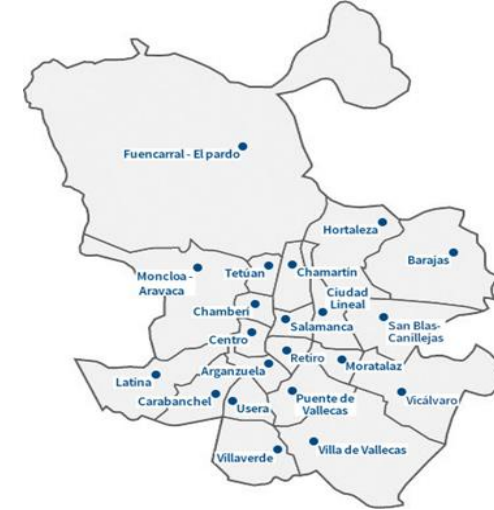 Fuencarral - El pardo
Hortaleza
Barajas
Moncloa -
Aravaca
Tetúan
Chamartín
Ciudad
Lineal
Chamberí
Salamanca
San Blas-
Canillejas
Centro
Retiro
Moratalaz
Arganzuela
Latina
Carabanchel
Usera
Puente de
Vallecas
Vicálvaro
Villaverde
Villa de Vallecas